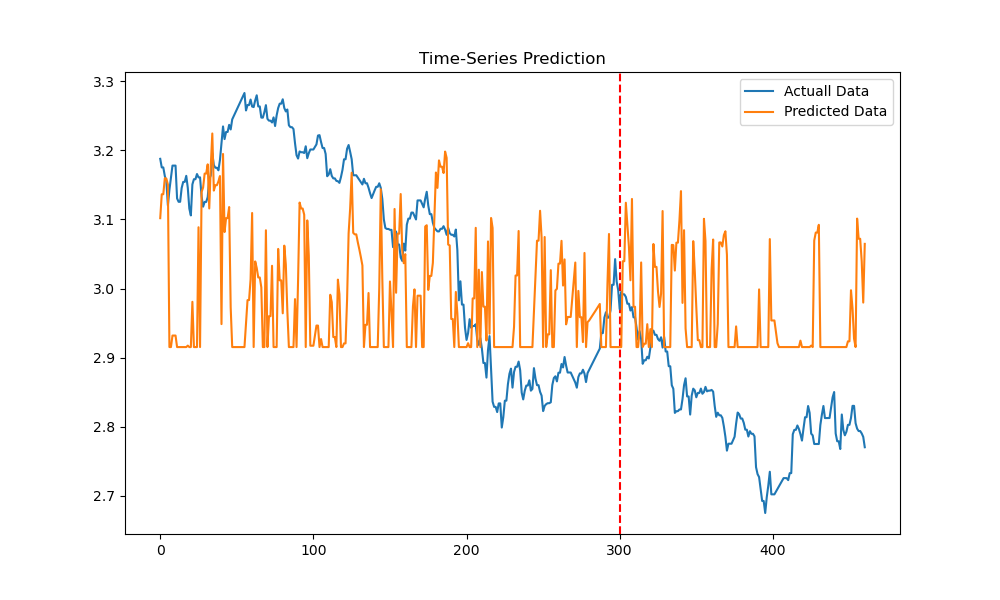 Time-Series Prediction
Actuall Data
Predicted Data
3.3
3.2
3.1
3.0
2.9
2.8
2.7
0 100 200 300 400